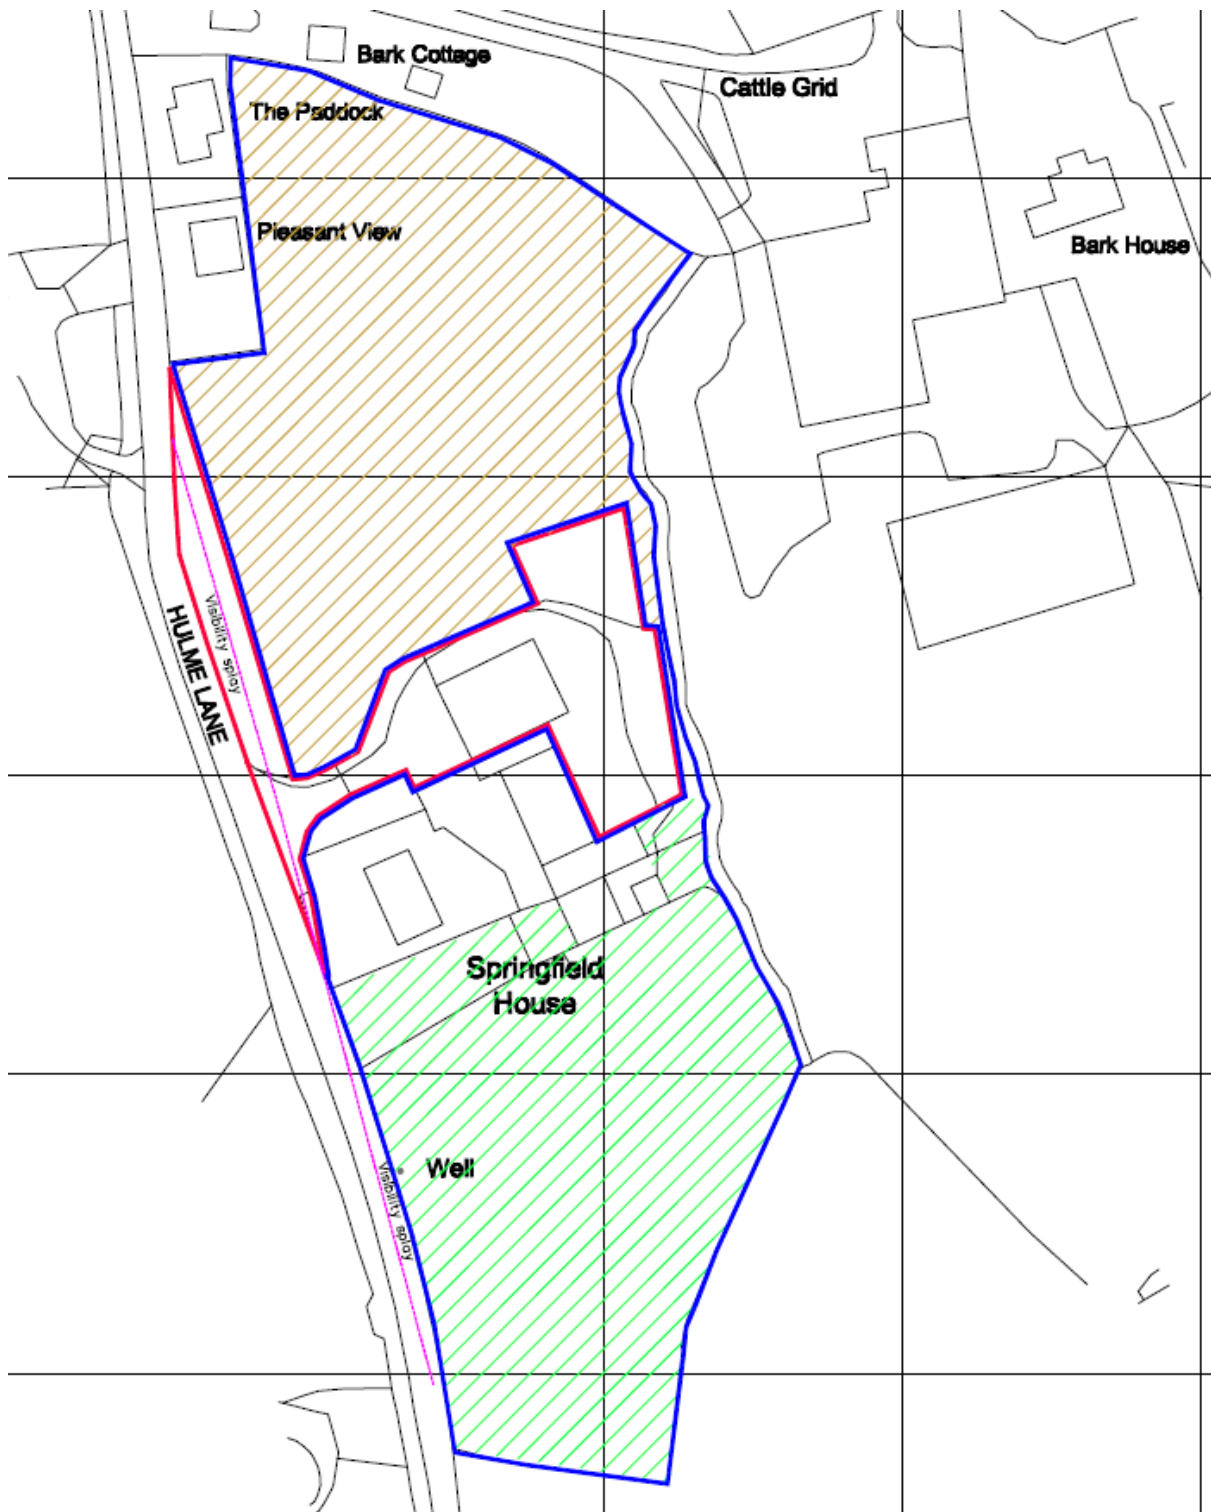 Bark Cottage
Cattle Grid
The Paddock
Pleasant View
Bark House
Visibility splay
HULME LANE
Springfield
House
Well
Visibility splay